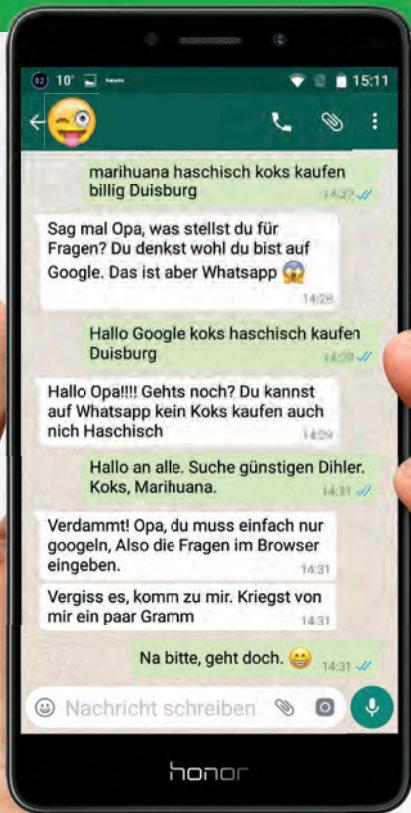 82 10° 15:11
marihuana haschisch koks kaufen
billig Duisburg
Sag mal Opa, was stellst du für
Fragen? Du denkst wohl du bist auf
Google. Das ist aber Whatsapp
14:28
Hallo Google koks haschisch kaufen
Duisburg
14:29
Hallo Opa!!!! Gehts noch? Du kannst
auf Whatsapp kein Koks kaufen auch
nich Haschisch
14:29
Hallo an alle. Suche günstigen Dihler.
Koks, Marihuana.
14:31
Verdammt! Opa, du muss einfach nur
googeln, Also die Fragen im Browser
eingeben.
14:31
Vergiss es, komm zu mir. Kriegst von
mir ein paar Gramm
14:31
Na bitte, geht doch.
14:31
Nachricht schreiben
honor